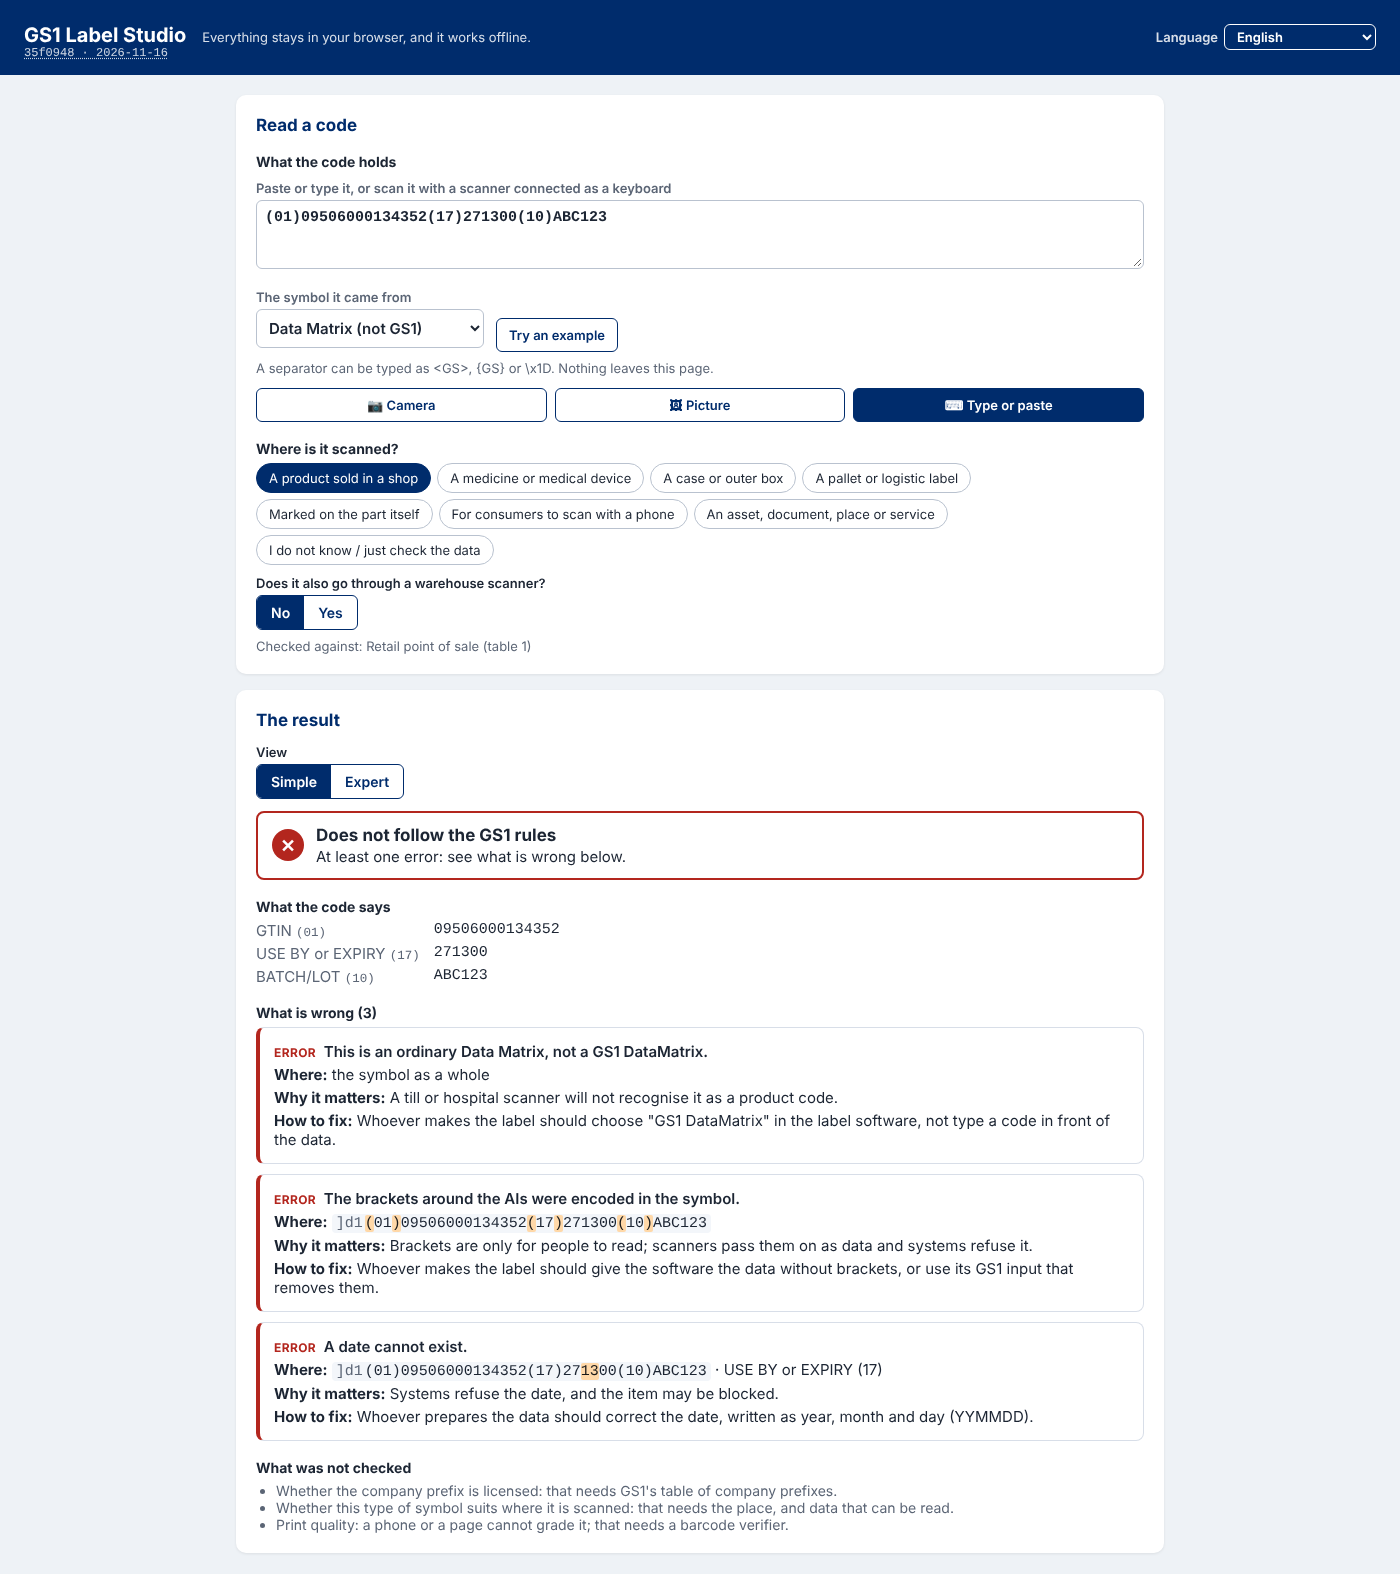 GS1 Label Studio
Everything stays in your browser, and it works offline.
35f0948 · 2026-11-16
Language
English
Read a code
What the code holds
Paste or type it, or scan it with a scanner connected as a keyboard
(01)09506000134352(17)271300(10)ABC123
The symbol it came from
Data Matrix (not GS1)
Try an example
A separator can be typed as <GS>, {GS} or \x1D. Nothing leaves this page.
Camera
Picture
Type or paste
Where is it scanned?
A product sold in a shop
A medicine or medical device
A case or outer box
A pallet or logistic label
Marked on the part itself
For consumers to scan with a phone
An asset, document, place or service
I do not know / just check the data
Does it also go through a warehouse scanner?
No
Yes
Checked against: Retail point of sale (table 1)
The result
View
Simple
Expert
Does not follow the GS1 rules
At least one error: see what is wrong below.
What the code says
GTIN (01) 09506000134352
USE BY or EXPIRY (17) 271300
BATCH/LOT (10) ABC123
What is wrong (3)
ERROR This is an ordinary Data Matrix, not a GS1 DataMatrix.
Where: the symbol as a whole
Why it matters: A till or hospital scanner will not recognise it as a product code.
How to fix: Whoever makes the label should choose "GS1 DataMatrix" in the label software, not type a code in front of
the data.
ERROR The brackets around the AIs were encoded in the symbol.
Where: ]d1(01)09506000134352(17)271300(10)ABC123
Why it matters: Brackets are only for people to read; scanners pass them on as data and systems refuse it.
How to fix: Whoever makes the label should give the software the data without brackets, or use its GS1 input that
removes them.
ERROR A date cannot exist.
Where: ]d1(01)09506000134352(17)271300(10)ABC123 · USE BY or EXPIRY (17)
Why it matters: Systems refuse the date, and the item may be blocked.
How to fix: Whoever prepares the data should correct the date, written as year, month and day (YYMMDD).
What was not checked
• Whether the company prefix is licensed: that needs GS1's table of company prefixes.
• Whether this type of symbol suits where it is scanned: that needs the place, and data that can be read.
• Print quality: a phone or a page cannot grade it; that needs a barcode verifier.